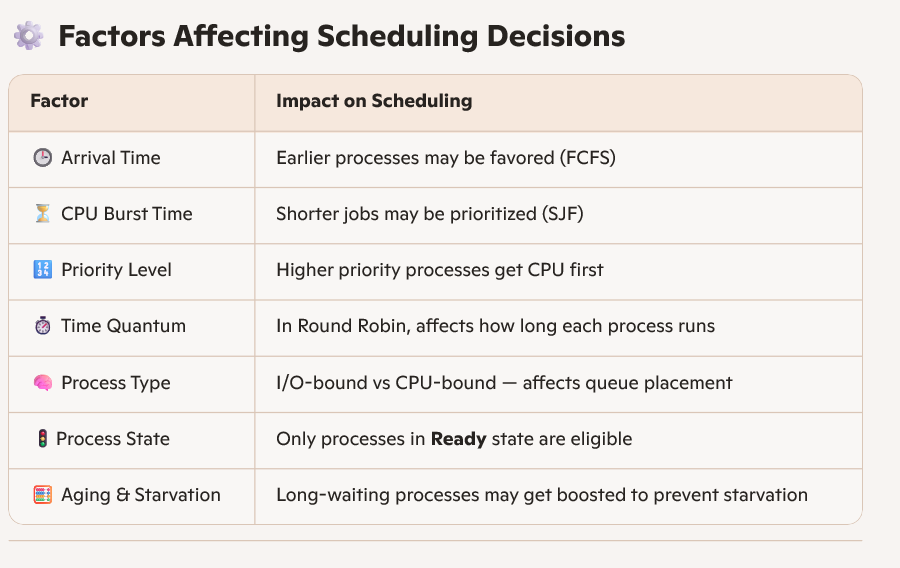 Factors Affecting Scheduling Decisions
Factor Impact on Scheduling
Arrival Time Earlier processes may be favored (FCFS)
CPU Burst Time Shorter jobs may be prioritized (SJF)
Priority Level Higher priority processes get CPU first
Time Quantum In Round Robin, affects how long each process runs
Process Type I/O-bound vs CPU-bound — affects queue placement
Process State Only processes in Ready state are eligible
Aging & Starvation Long-waiting processes may get boosted to prevent starvation